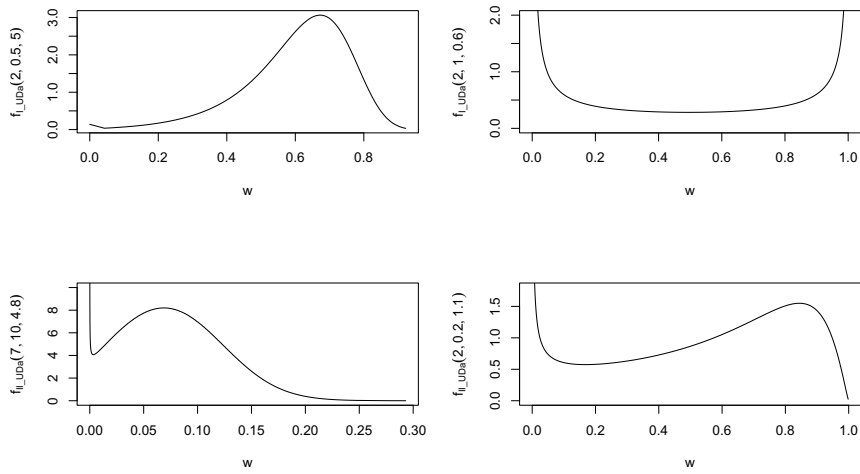 f_I_UDa(2, 0.5, 5)
0.0 1.0 2.0 3.0
0.0 0.2 0.4 0.6 0.8
w
f_I_UDa(2, 1, 0.6)
0.0 0.5 1.0 1.5 2.0
0.0 0.2 0.4 0.6 0.8 1.0
w
f_II_UDa(7, 10, 4.8)
0 2 4 6 8
0.00 0.05 0.10 0.15 0.20 0.25 0.30
w
f_II_UDa(2, 0.2, 1.1)
0.0 0.5 1.0 1.5
0.0 0.2 0.4 0.6 0.8 1.0
w